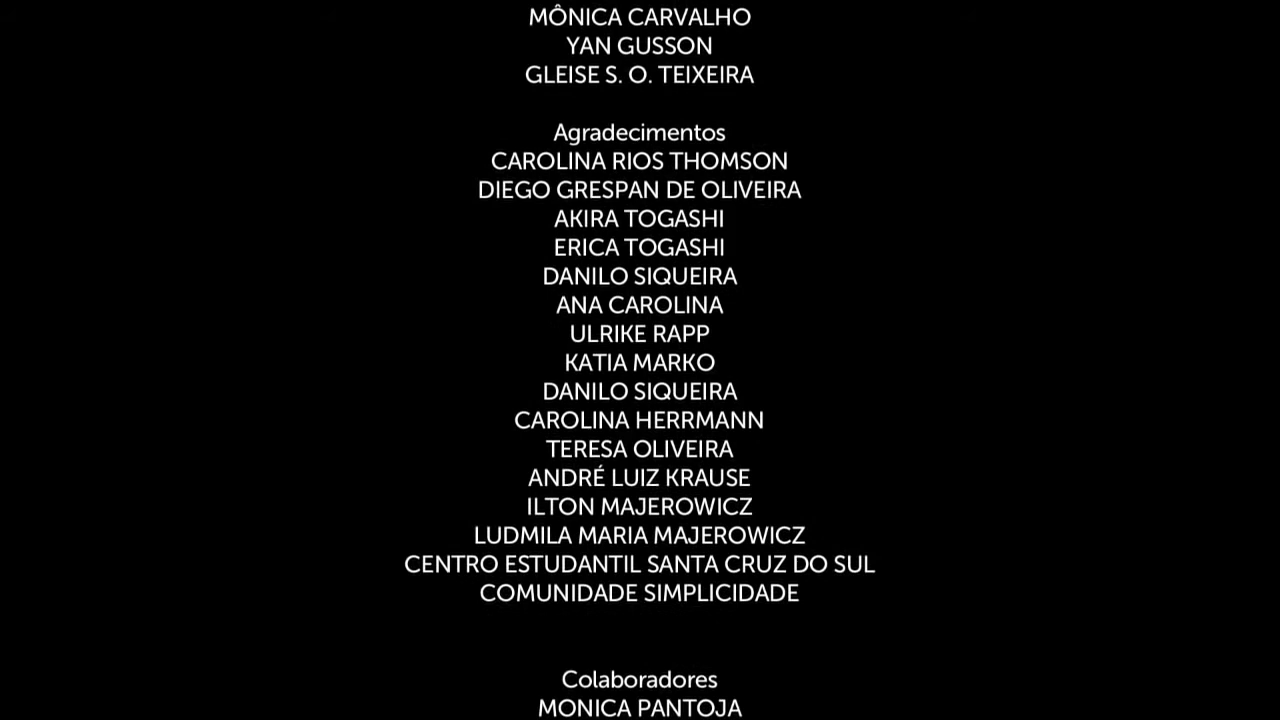 MÔNICA CARVALHO
YAN GUSSON
GLEISE S. O. TEIXEIRA
Agradecimentos
CAROLINA RIOS THOMSON
DIEGO GRESPAN DE OLIVEIRA
AKIRA TOGASHI
ERICA TOGASHI
DANILO SIQUEIRA
ANA CAROLINA
ULRIKE RAPP
KATIA MARKO
DANILO SIQUEIRA
CAROLINA HERRMANN
TERESA OLIVEIRA
ANDRÉ LUIZ KRAUSE
ILTON MAJEROWICZ
LUDMILA MARIA MAJEROWICZ
CENTRO ESTUDANTIL SANTA CRUZ DO SUL
COMUNIDADE SIMPLICIDADE
Colaboradores
MONICA PANTOJA